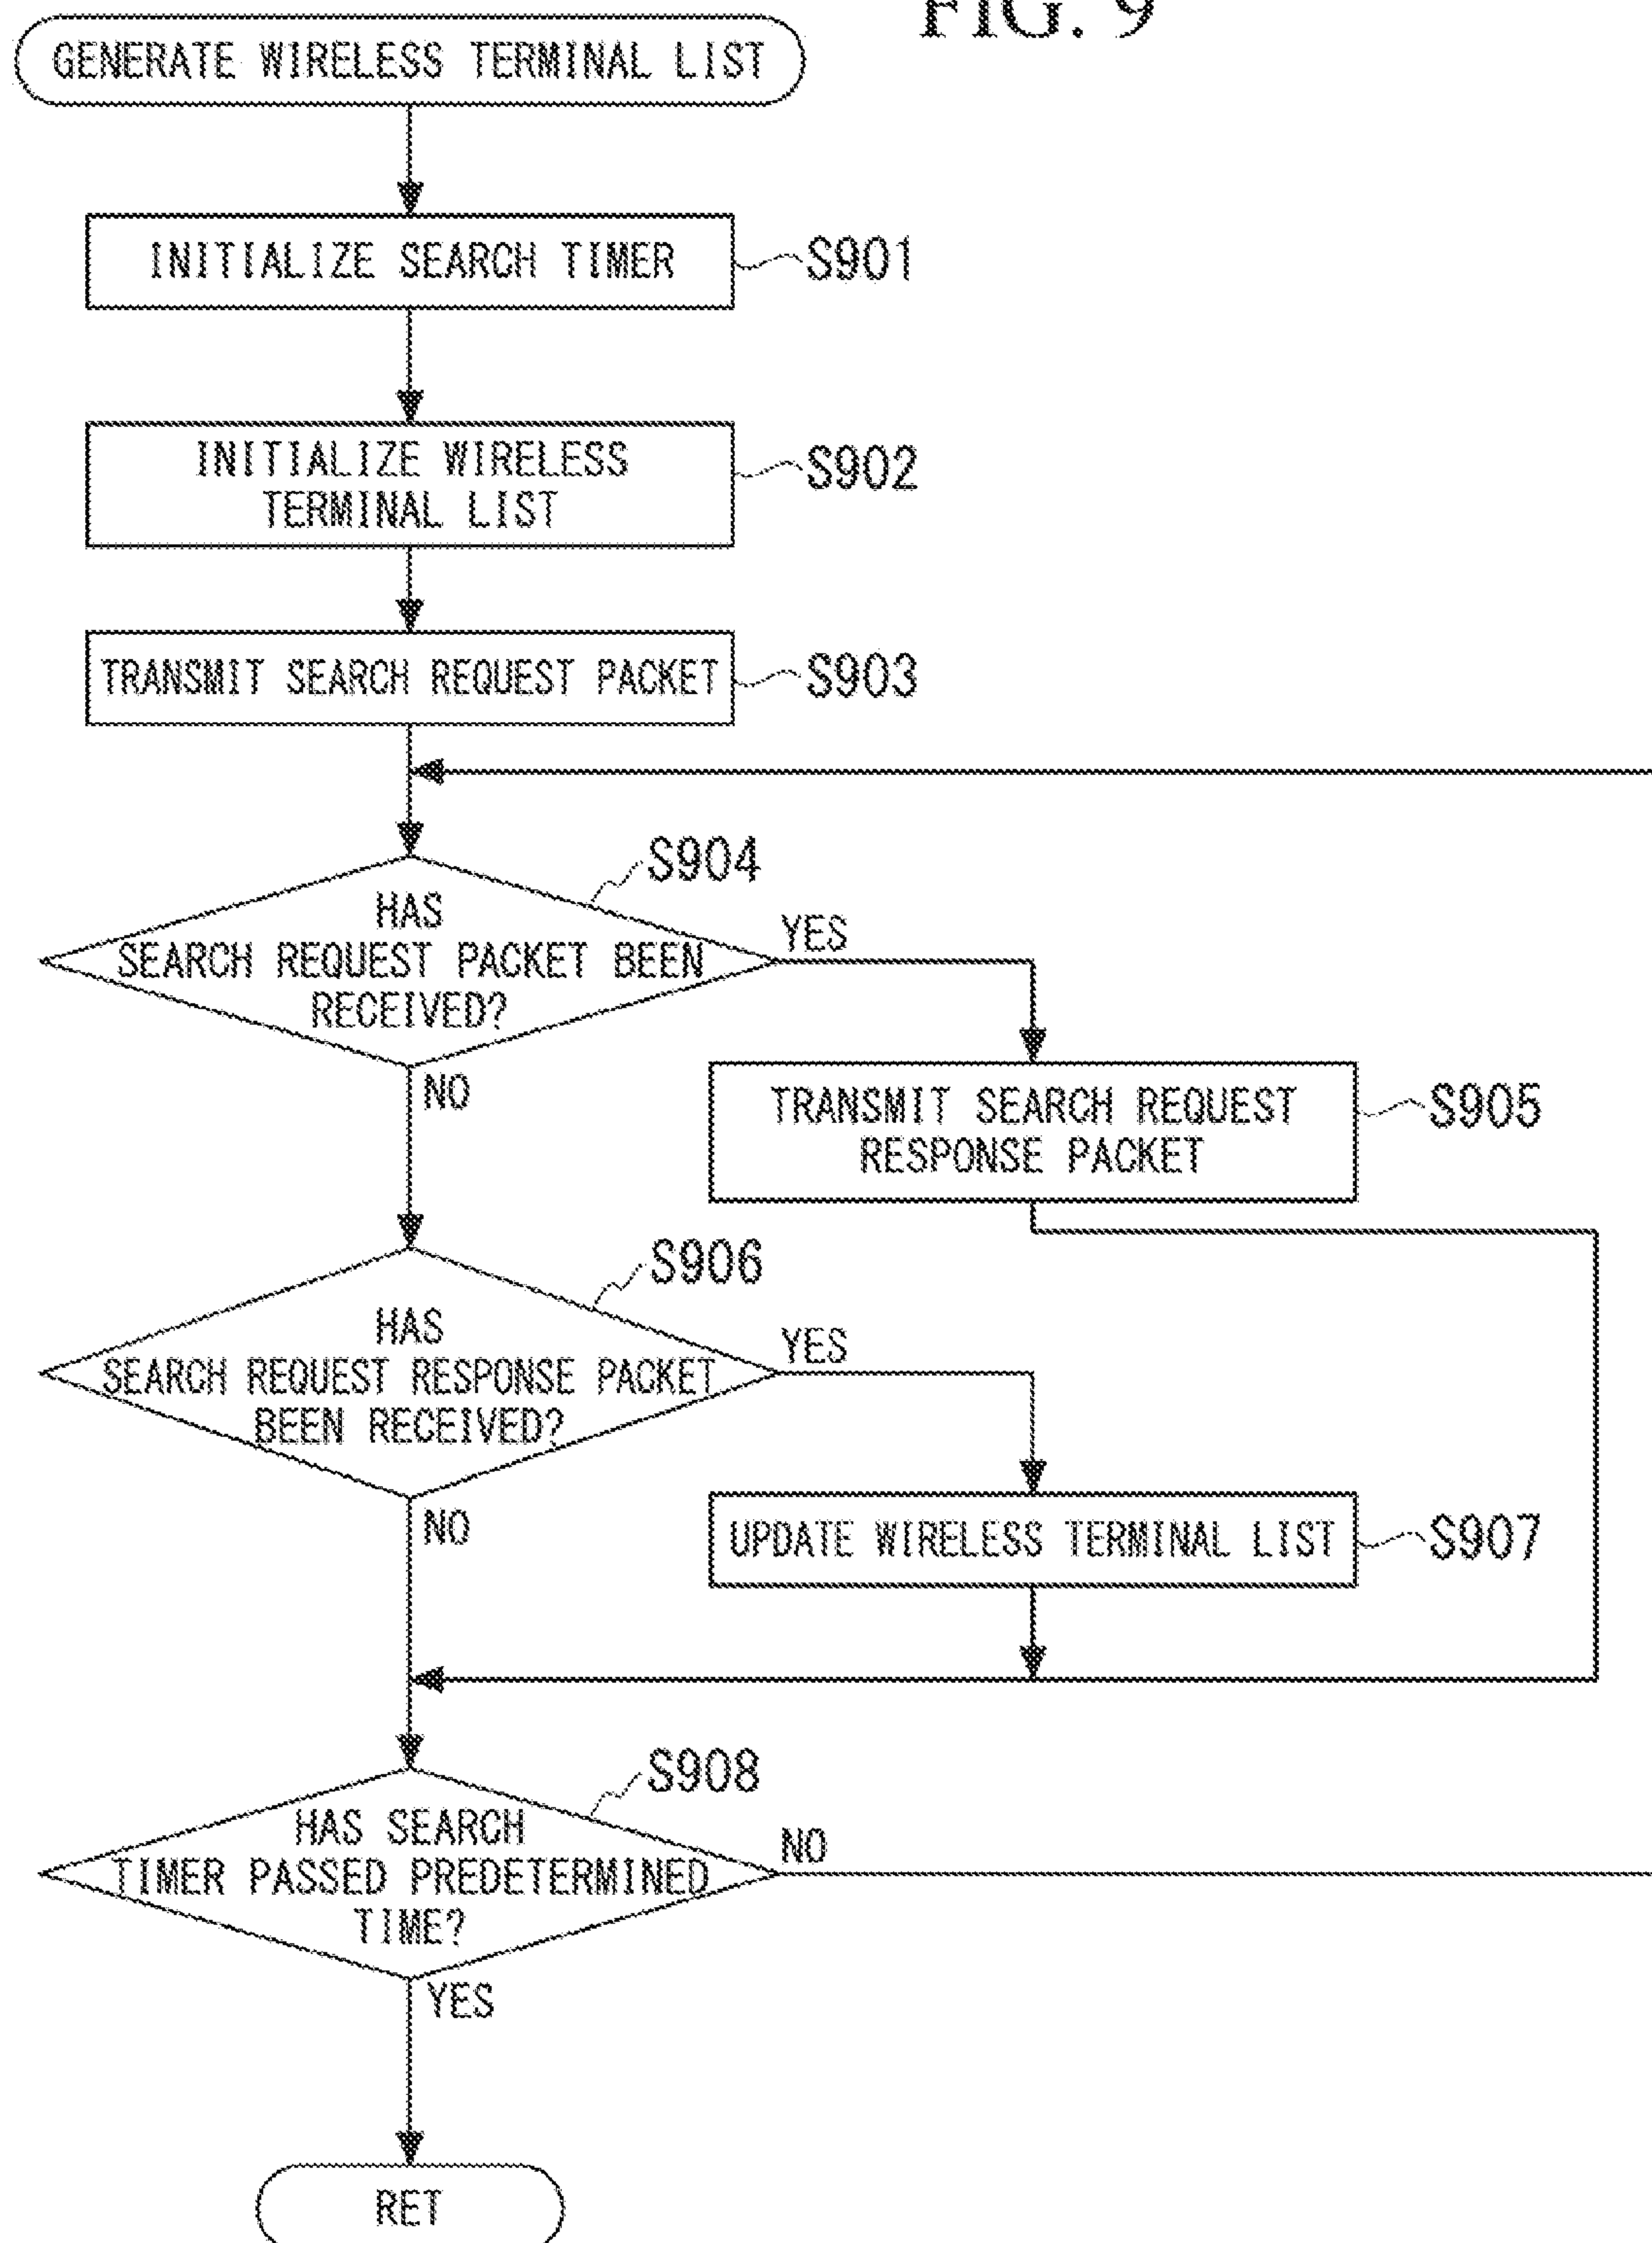 FIG. 9
GENERATE WIRELESS TERMINAL LIST
INITIALIZE SEARCH TIMER
S901
INITIALIZE WIRELESS
TERMINAL LIST
S902
TRANSMIT SEARCH REQUEST PACKET
S903
S904
HAS
SEARCH REQUEST PACKET BEEN
RECEIVED?
YES
NO
TRANSMIT SEARCH REQUEST
RESPONSE PACKET
S905
S906
HAS
SEARCH REQUEST RESPONSE PACKET
BEEN RECEIVED?
YES
NO
UPDATE WIRELESS TERMINAL LIST
S907
S908
HAS SEARCH
TIMER PASSED PREDETERMINED
TIME?
NO
YES
RET